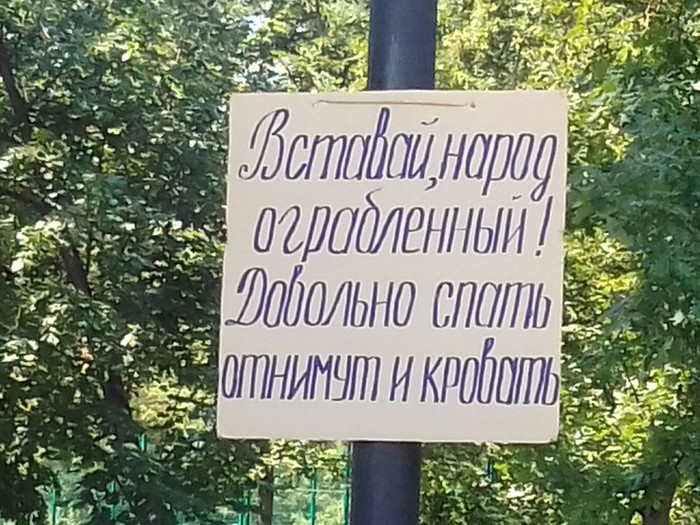 Вставай, народ
ограбленный!
Довольно спать
отнимут и кровать